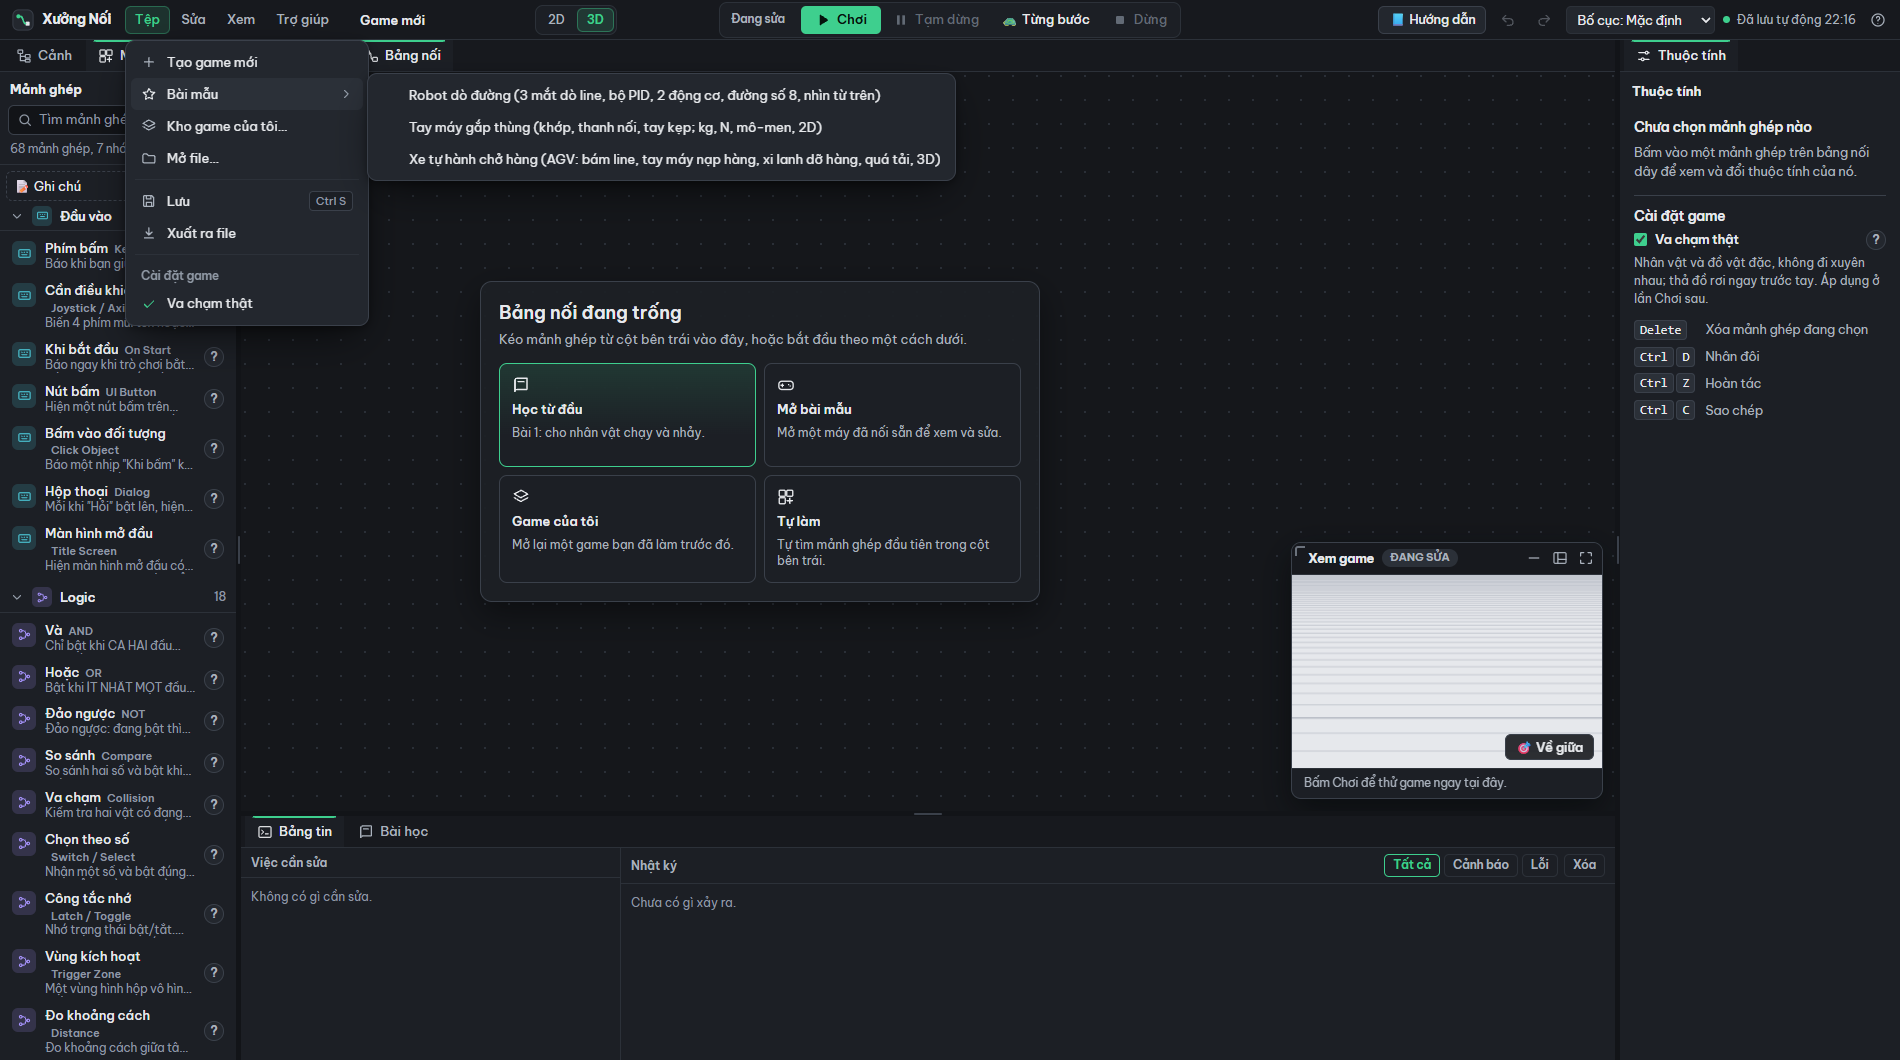 Xưởng Nối
Tệp
Sửa
Xem
Trợ giúp
Game mới
2D
3D
Đang sửa
Chơi
Tạm dừng
Từng bước
Dừng
Hướng dẫn
Bố cục: Mặc định
Đã lưu tự động 22:16
Cảnh
Bảng nối
Thuộc tính
Tạo game mới
Bài mẫu
Kho game của tôi...
Mở file...
Lưu
Ctrl S
Xuất ra file
Cài đặt game
Va chạm thật
Robot dò đường (3 mắt dò line, bộ PID, 2 động cơ, đường số 8, nhìn từ trên)
Tay máy gắp thùng (khớp, thanh nối, tay kẹp; kg, N, mô-men, 2D)
Xe tự hành chở hàng (AGV: bám line, tay máy nạp hàng, xi lanh dỡ hàng, quá tải, 3D)
Mảnh ghép
Tìm mảnh
68 mảnh ghép, 7
Ghi chú
Đầu vào
Phím bấm
Báo khi bạn
Cần điều
Joystick / Axi
Biến 4 phím
Khi bắt đầu On Start
?
Báo ngay khi trò chơi bắt...
Nút bấm UI Button
?
Hiện một nút bấm trên...
Bấm vào đối tượng
Click Object
?
Báo một nhịp "Khi bấm" k...
Hộp thoại Dialog
?
Mỗi khi "Hỏi" bật lên, hiện...
Màn hình mở đầu
Title Screen
?
Hiện màn hình mở đầu có...
Logic
18
Và AND
?
Chỉ bật khi CẢ HAI đầu...
Hoặc OR
?
Bật khi ÍT NHẤT MỘT đầu...
Đảo ngược NOT
?
Đảo ngược: đang bật thì...
So sánh Compare
?
So sánh hai số và bật khi...
Va chạm Collision
?
Kiểm tra hai vật có đang...
Chọn theo số
Switch / Select
?
Nhận một số và bật đúng...
Công tắc nhớ
Latch / Toggle
?
Nhớ trạng thái bật/tắt....
Vùng kích hoạt
Trigger Zone
?
Một vùng hình hộp vô hìn...
Đo khoảng cách
Distance
?
Đo khoảng cách giữa tâ...
Bảng nối đang trống
Kéo mảnh ghép từ cột bên trái vào đây, hoặc bắt đầu theo một cách dưới.
Học từ đầu
Bài 1: cho nhân vật chạy và nhảy.
Mở bài mẫu
Mở một máy đã nối sẵn để xem và sửa.
Game của tôi
Mở lại một game bạn đã làm trước đó.
Tự làm
Tự tìm mảnh ghép đầu tiên trong cột
bên trái.
Xem game
ĐANG SỬA
Về giữa
Bấm Chơi để thử game ngay tại đây.
Bảng tin
Bài học
Việc cần sửa
Không có gì cần sửa.
Nhật ký
Tất cả
Cảnh báo
Lỗi
Xóa
Chưa có gì xảy ra.
Thuộc tính
Chưa chọn mảnh ghép nào
Bấm vào một mảnh ghép trên bảng nối
dây để xem và đổi thuộc tính của nó.
Cài đặt game
Va chạm thật
?
Nhân vật và đồ vật đặc, không đi xuyên
nhau; thả đồ rơi ngay trước tay. Áp dụng ở
lần Chơi sau.
Delete Xóa mảnh ghép đang chọn
Ctrl D Nhân đôi
Ctrl Z Hoàn tác
Ctrl C Sao chép